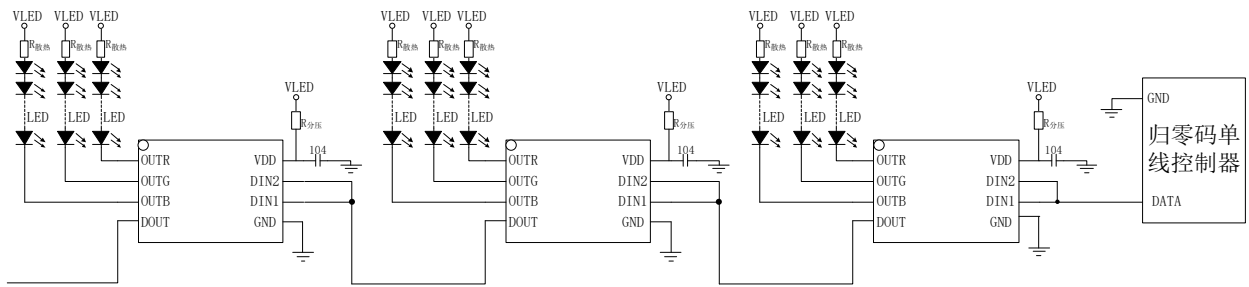 VLED VLED VLED
R散热 R散热 R散热
LED LED LED
VLED
R分压
104
OUTR VDD
OUTG DIN2
OUTB DIN1
DOUT GND
VLED VLED VLED
R散热 R散热 R散热
LED LED LED
VLED
R分压
104
OUTR VDD
OUTG DIN2
OUTB DIN1
DOUT GND
VLED VLED VLED
R散热 R散热 R散热
LED LED LED
VLED
R分压
104
OUTR VDD
OUTG DIN2
OUTB DIN1
DOUT GND
GND
归零码单
线控制器
DATA